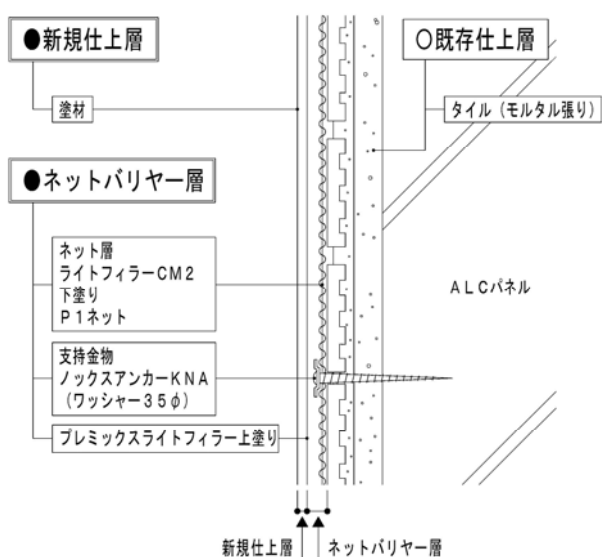 ●新規仕上層
塗材
●ネットバリヤー層
ネット層
ライトフィラーCM2
下塗り
P1ネット
支持金物
ノックスアンカーKNA
(ワッシャー35φ)
プレミックスライトフィラー上塗り
○既存仕上層
タイル(モルタル張り)
ALCパネル
新規仕上層
ネットバリヤー層